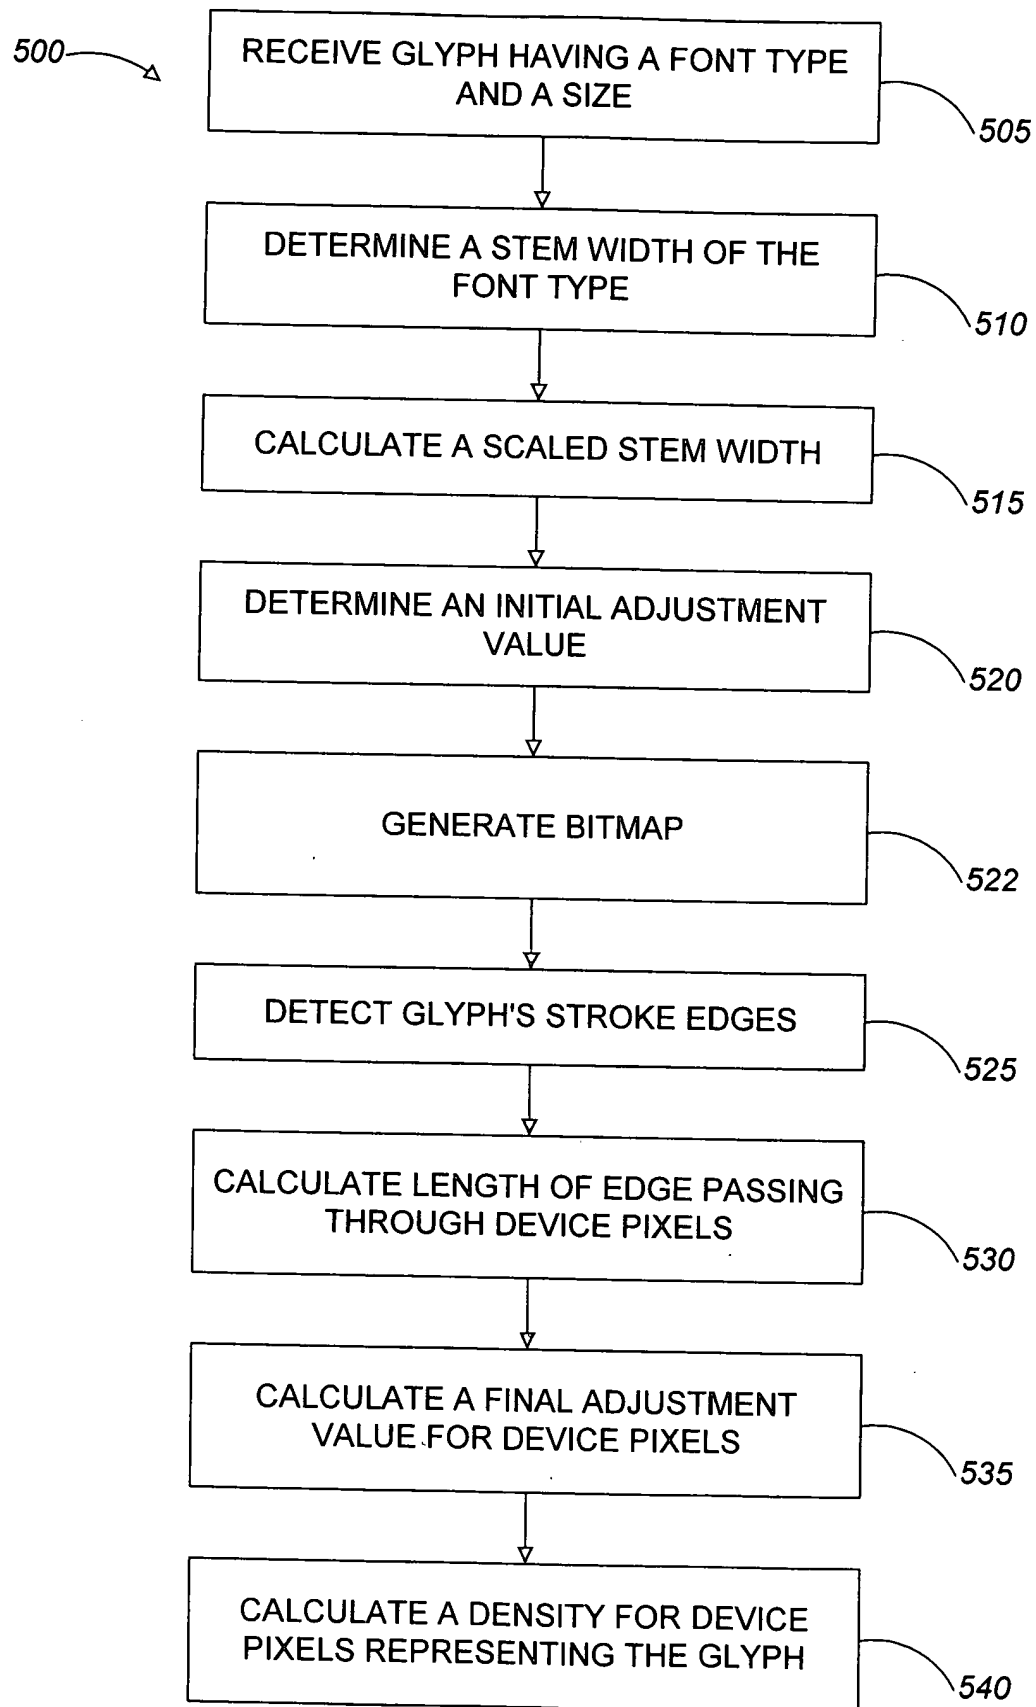 500
RECEIVE GLYPH HAVING A FONT TYPE
AND A SIZE
505
DETERMINE A STEM WIDTH OF THE
FONT TYPE
510
CALCULATE A SCALED STEM WIDTH
515
DETERMINE AN INITIAL ADJUSTMENT
VALUE
520
GENERATE BITMAP
522
DETECT GLYPH'S STROKE EDGES
525
CALCULATE LENGTH OF EDGE PASSING
THROUGH DEVICE PIXELS
530
CALCULATE A FINAL ADJUSTMENT
VALUE FOR DEVICE PIXELS
535
CALCULATE A DENSITY FOR DEVICE
PIXELS REPRESENTING THE GLYPH
540